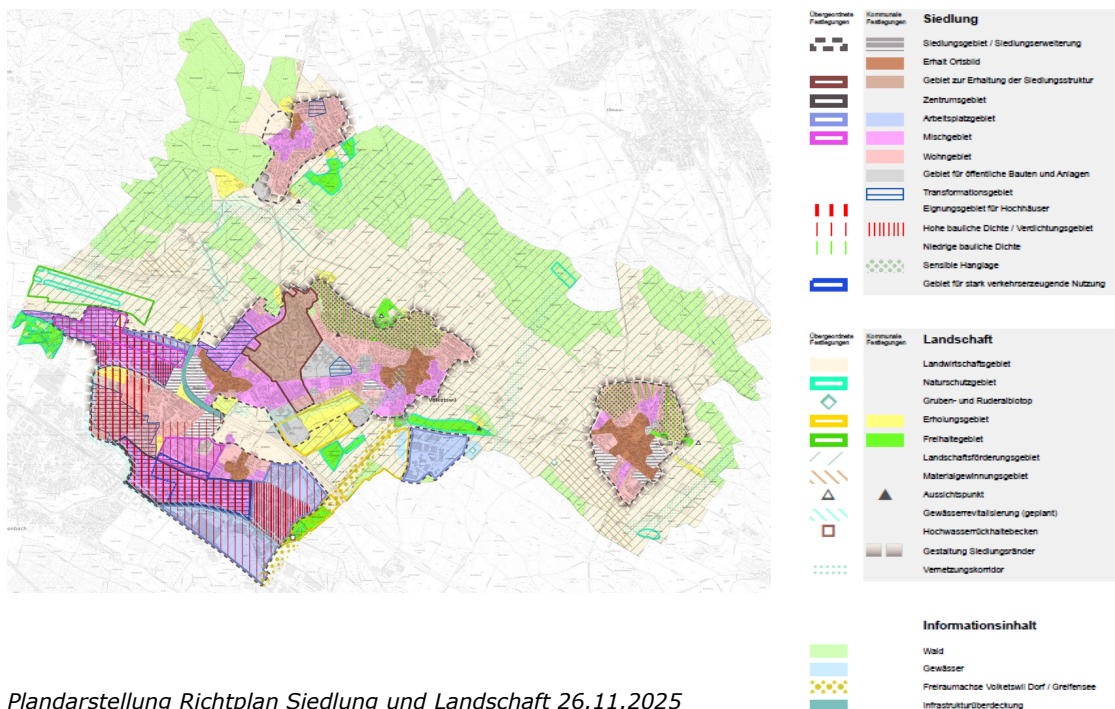 Übergeordnete Festlegungen
Kommunale Festlegungen
Siedlung
Siedlungsgebiet / Siedlungserweiterung
Erhalt Ortsbild
Gebiet zur Erhaltung der Siedlungsstruktur
Zentrumsgebiet
Arbeitsplatzgebiet
Mischgebiet
Wohngebiet
Gebiet für öffentliche Bauten und Anlagen
Transformationsgebiet
Eignungsgebiet für Hochhäuser
Hohe bauliche Dichte / Verdichtungsgebiet
Niedrige bauliche Dichte
Sensible Hanglage
Gebiet für stark verkehrserzeugende Nutzung
Übergeordnete Festlegungen
Kommunale Festlegungen
Landschaft
Landwirtschaftsgebiet
Naturschutzgebiet
Gruben- und Ruderalbiotop
Erholungsgebiet
Freihaltegebiet
Landschaftsförderungsgebiet
Materialgewinnungsgebiet
Aussichtspunkt
Gewässerrevitalisierung (geplant)
Hochwasserrückhaltebecken
Gestaltung Siedlungsränder
Vernetzungskorridor
Informationsinhalt
Wald
Gewässer
Freiraumachse Volketswil Dorf / Greifensee
Infrastrukturüberdeckung
Volketswil
Plandarstellung Richtplan Siedlung und Landschaft 26.11.2025